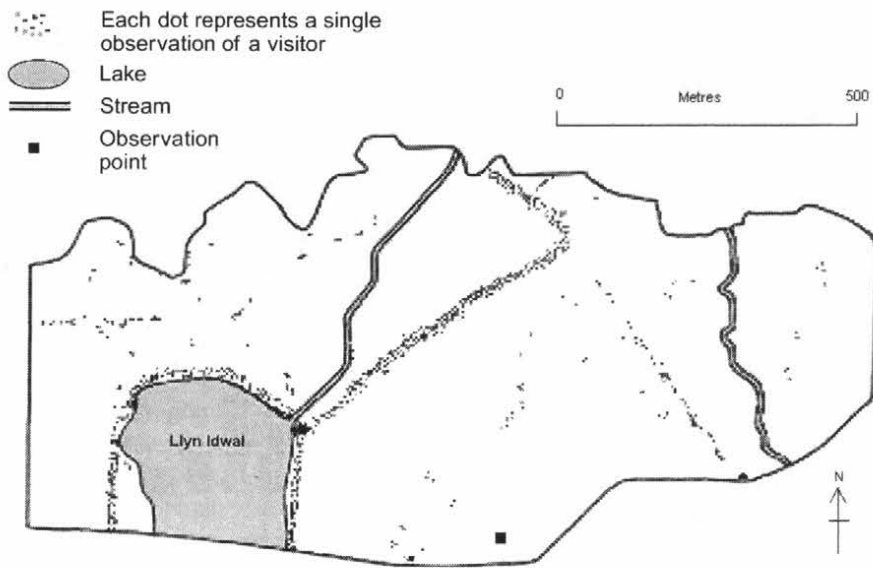 Each dot represents a single
observation of a visitor
Lake
Stream
Observation
point
0 Metres 500
Llyn Idwal
N